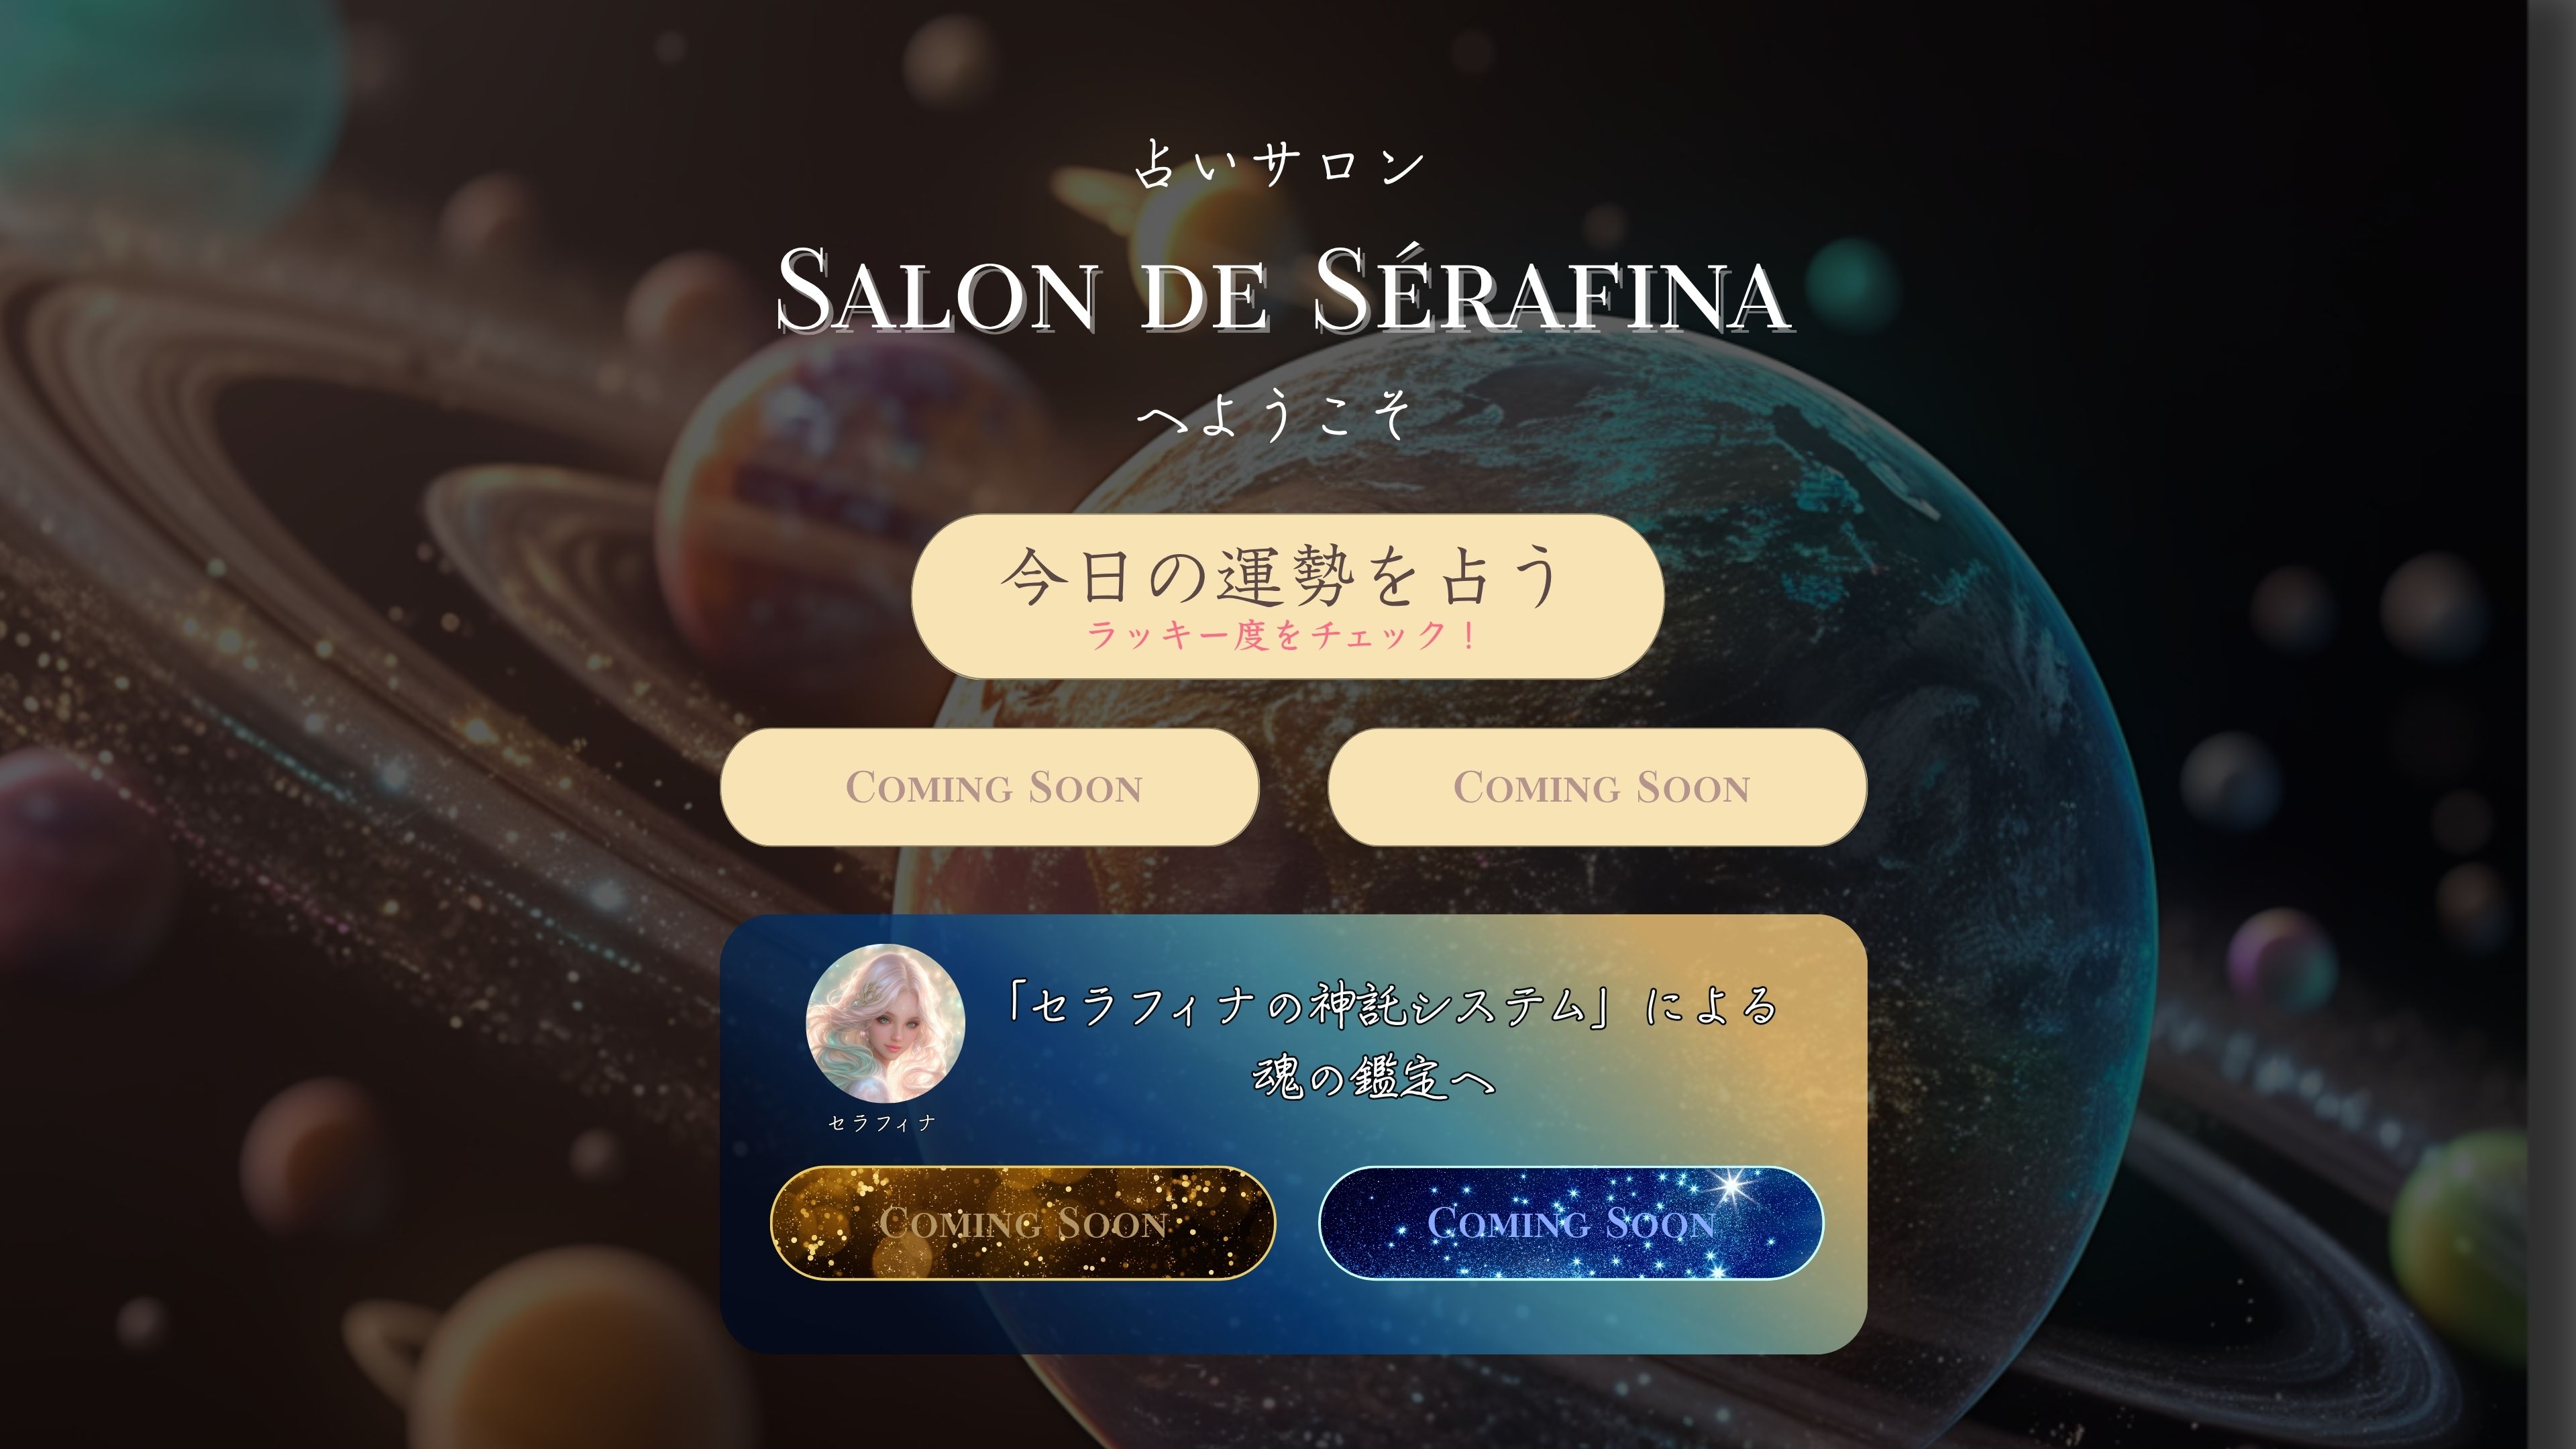 占いサロン
Salon de Sérafina
へようこそ
今日の運勢を占う
ラッキー度をチェック！
Coming Soon
Coming Soon
「セラフィナの神託システム」による
魂の鑑定へ
セラフィナ
Coming Soon
Coming Soon